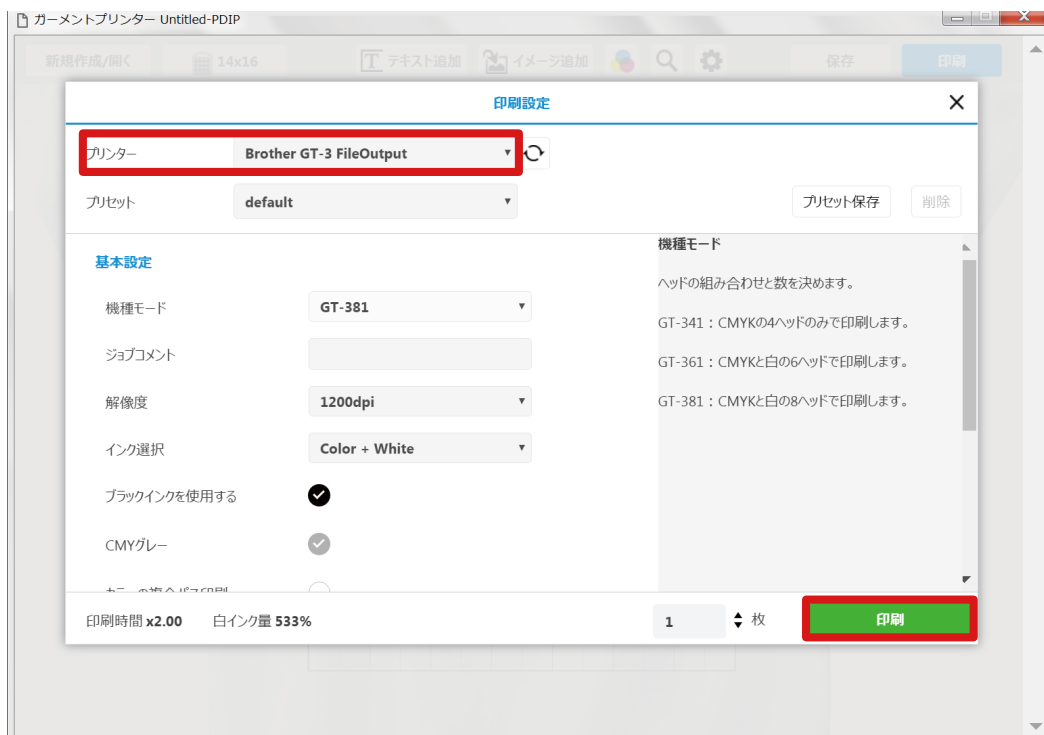 ガーメントプリンター Untitled-PDIP
新規作成/開く 14x16 テキスト追加 イメージ追加 保存 印刷
印刷設定
プリンター Brother GT-3 FileOutput
プリセット default プリセット保存 削除
基本設定
機種モード GT-381
ジョブコメント
解像度 1200dpi
インク選択 Color + White
ブラックインクを使用する
CMYグレー
カラーの複合パス印刷
機種モード
ヘッドの組み合わせと数を決めます。
GT-341：CMYKの4ヘッドのみで印刷します。
GT-361：CMYKと白の6ヘッドで印刷します。
GT-381：CMYKと白の8ヘッドで印刷します。
印刷時間 x2.00 白インク量 533% 1 枚 印刷